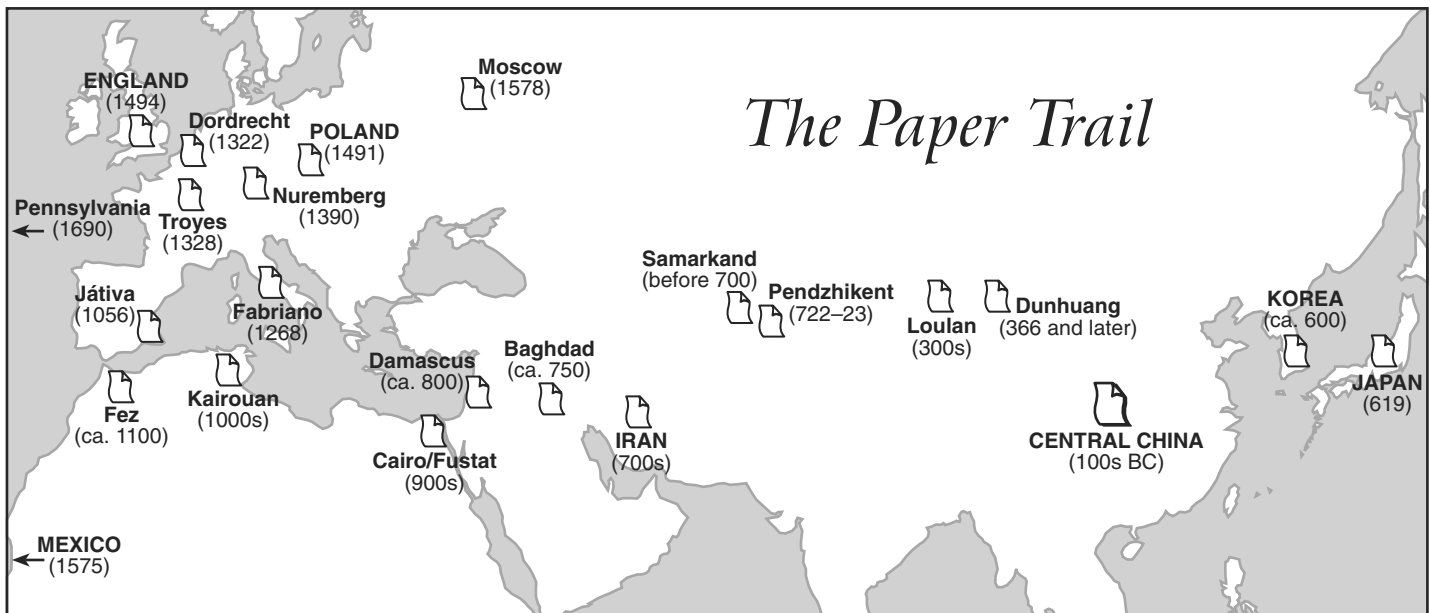 The Paper Trail
Moscow
(1578)
ENGLAND
(1494)
Dordrecht
(1322)
POLAND
(1491)
Nuremberg
(1390)
Pennsylvania
(1690)
Troyes
(1328)
Játiva
(1056)
Fabriano
(1268)
Samarkand
(before 700)
Pendzhikent
(722–23)
Loulan
(300s)
Dunhuang
(366 and later)
KOREA
(ca. 600)
JAPAN
(619)
Damascus
(ca. 800)
Baghdad
(ca. 750)
Kairouan
(1000s)
Fez
(ca. 1100)
Cairo/Fustat
(900s)
IRAN
(700s)
CENTRAL CHINA
(100s BC)
MEXICO
(1575)